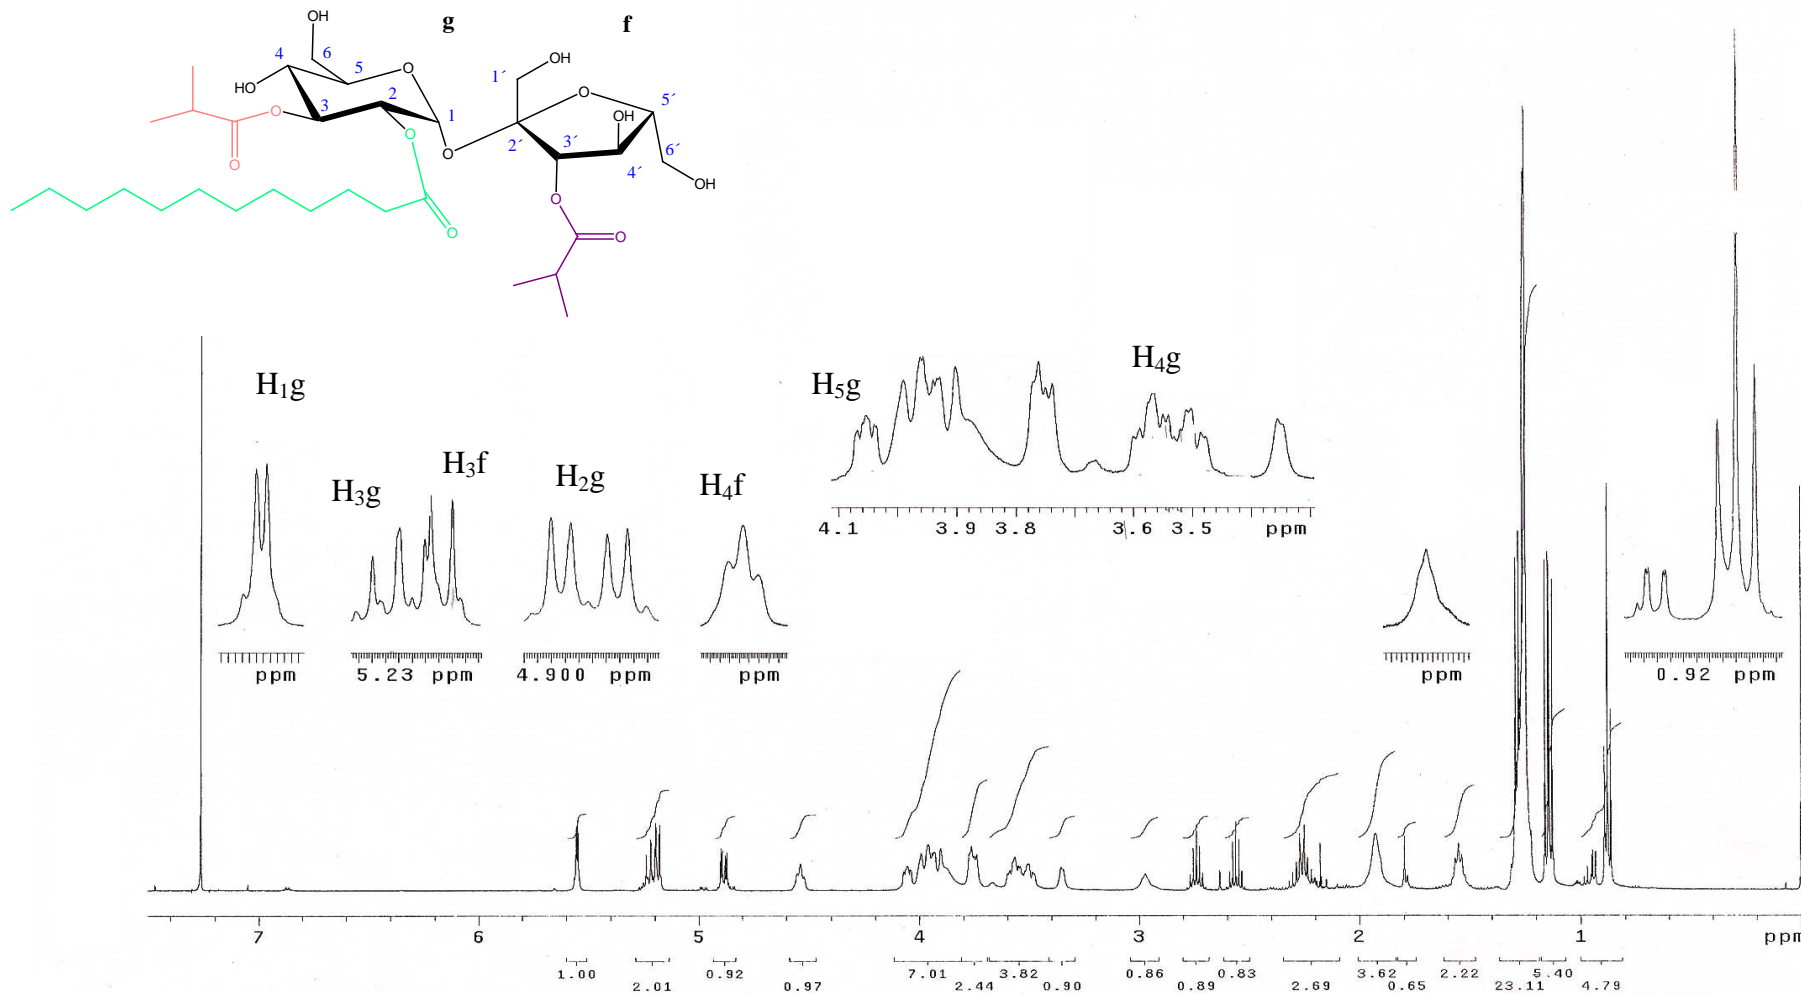 OH
g
f
4
6
5
O
OH
1´
HO
3
2
1
O
O
5´
OH
O
O
O
2´
3´
4´
6´
OH
O
O
O
H5g
H4g
H1g
H3g
H3f
H2g
H4f
4.1 3.9 3.8 3.6 3.5 ppm
ppm
5.23 ppm
4.900 ppm
ppm
ppm
0.92 ppm
7 6 5 4 3 2 1 ppm
1.00 0.92 7.01 3.82 0.86 0.83 3.62 2.22 5.40
2.01 0.97 2.44 0.90 0.89 2.69 0.65 23.11 4.79